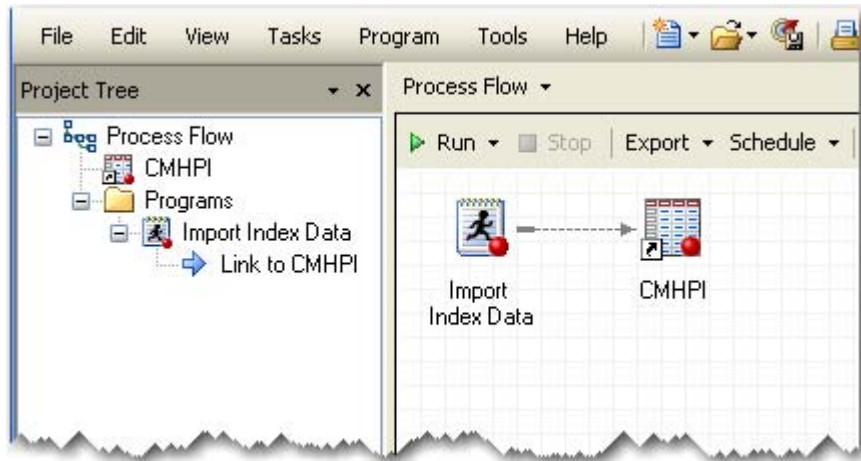 File Edit View Tasks Program Tools Help
Project Tree
Process Flow
CMHPI
Programs
Import Index Data
Link to CMHPI
Process Flow
Run Stop Export Schedule
Import
Index Data
CMHPI